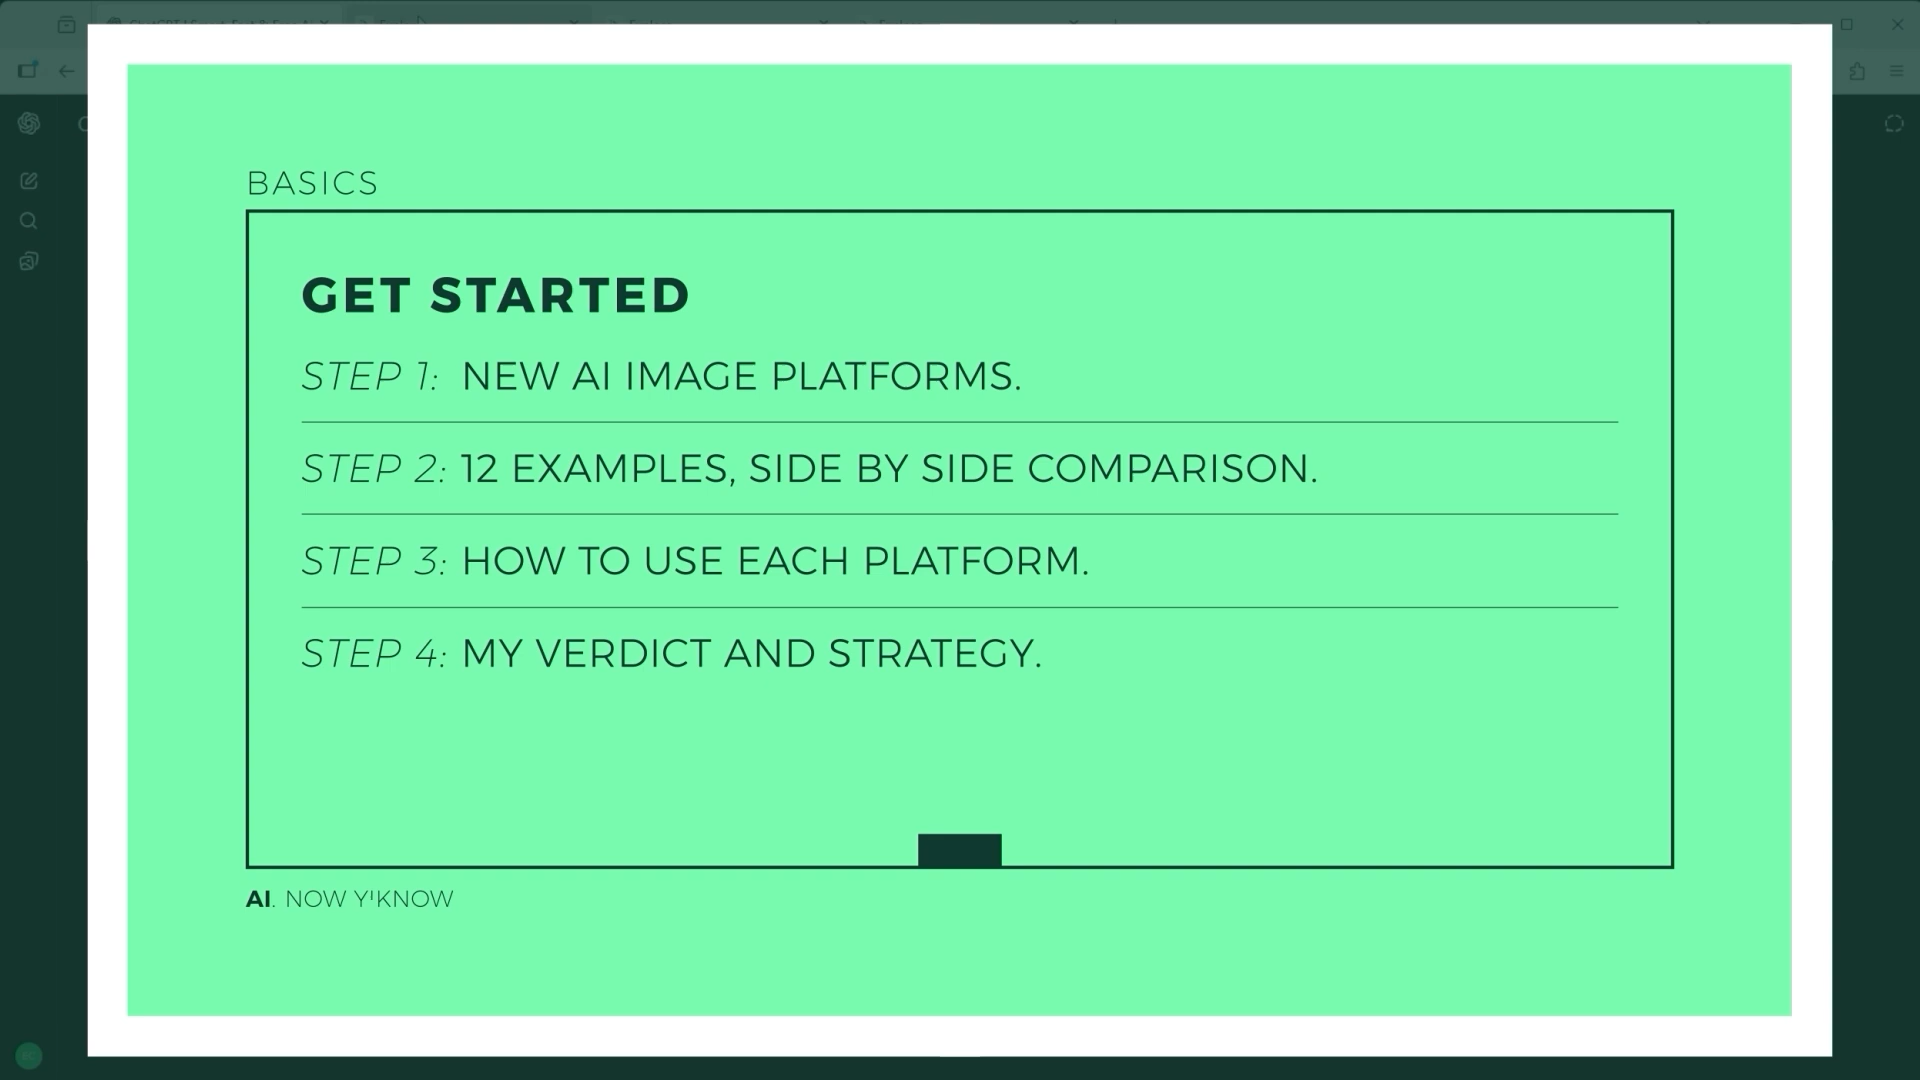 BASICS
GET STARTED
STEP 1: NEW AI IMAGE PLATFORMS.
STEP 2: 12 EXAMPLES, SIDE BY SIDE COMPARISON.
STEP 3: HOW TO USE EACH PLATFORM.
STEP 4: MY VERDICT AND STRATEGY.
AI. NOW Y'KNOW